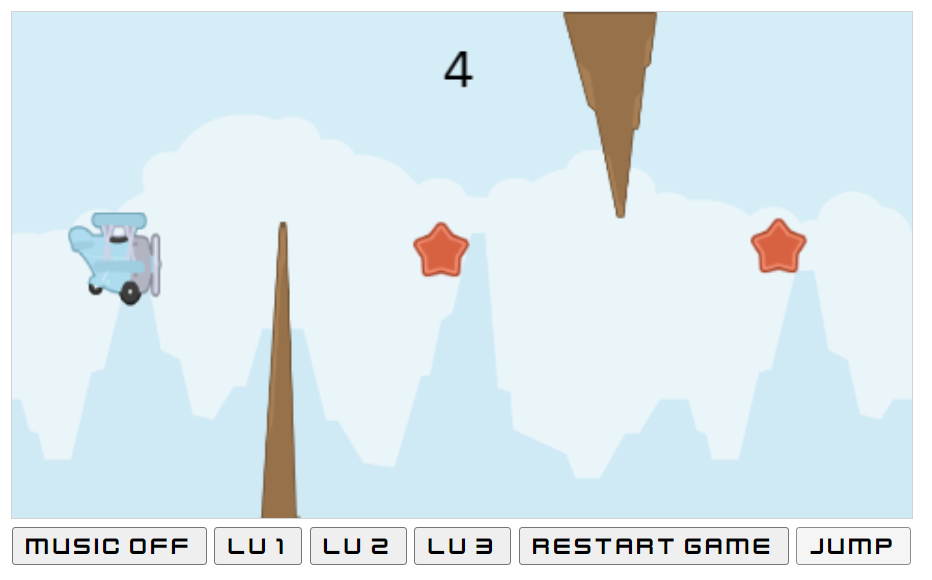 4
MUSIC OFF LU 1 LU 2 LU 3 RESTART GAME JUMP